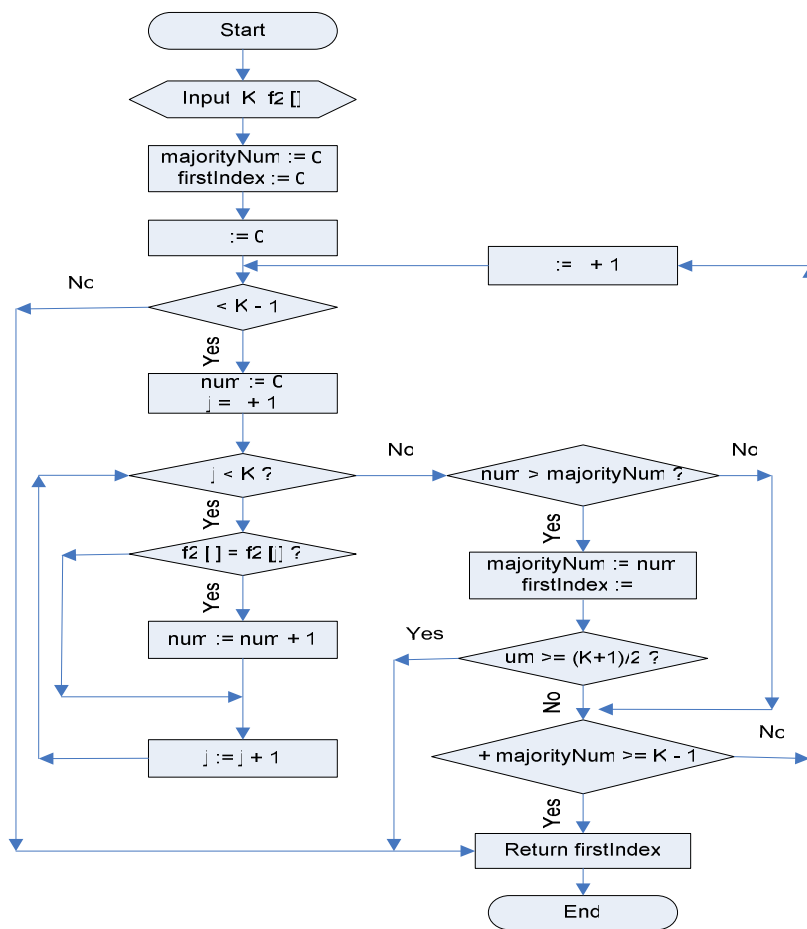 Start
Input K f2 []
majorityNum := 0
firstIndex := 0
:= 0
:= + 1
No
< K - 1
Yes
num := 0
j = + 1
j < K ?
No
num > majorityNum ?
No
Yes
Yes
f2 [ ] = f2 [j] ?
majorityNum := num
firstIndex :=
Yes
num := num + 1
Yes
um >= (K+1)/2 ?
No
j := j + 1
+ majorityNum >= K - 1
No
Yes
Return firstIndex
End